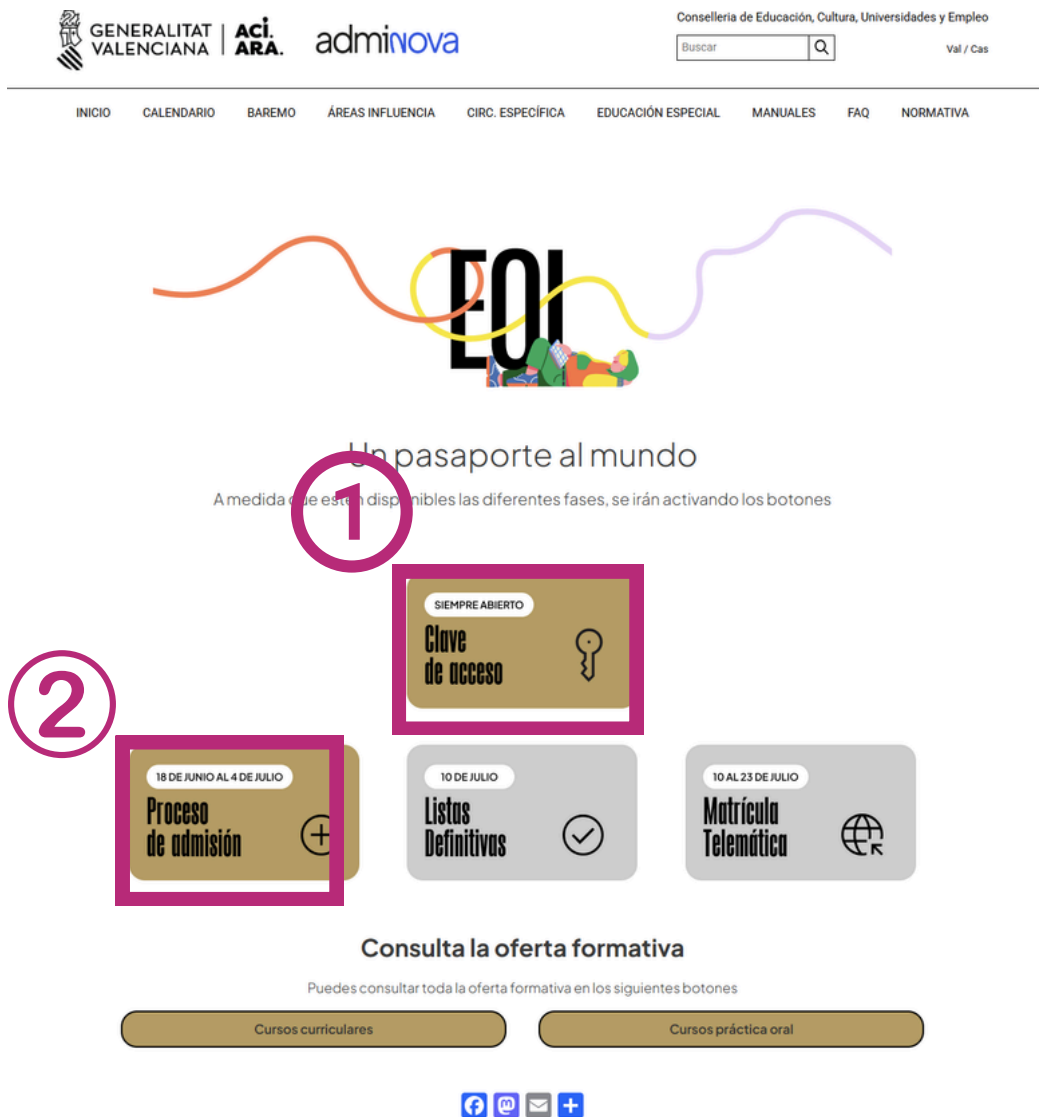 GENERALITAT
VALENCIANA
ACÍ.
ARA.
adminova
Conselleria de Educación, Cultura, Universidades y Empleo
Buscar
Val / Cas
INICIO CALENDARIO BAREMO ÁREAS INFLUENCIA CIRC. ESPECÍFICA EDUCACIÓN ESPECIAL MANUALES FAQ NORMATIVA
EOI
Un pasaporte al mundo
A medida que estén disponibles las diferentes fases, se irán activando los botones
1
SIEMPRE ABIERTO
Clave
de acceso
2
18 DE JUNIO AL 4 DE JULIO
Proceso
de admisión
10 DE JULIO
Listas
Definitivas
10 AL 23 DE JULIO
Matrícula
Telemática
Consulta la oferta formativa
Puedes consultar toda la oferta formativa en los siguientes botones
Cursos curriculares
Cursos práctica oral